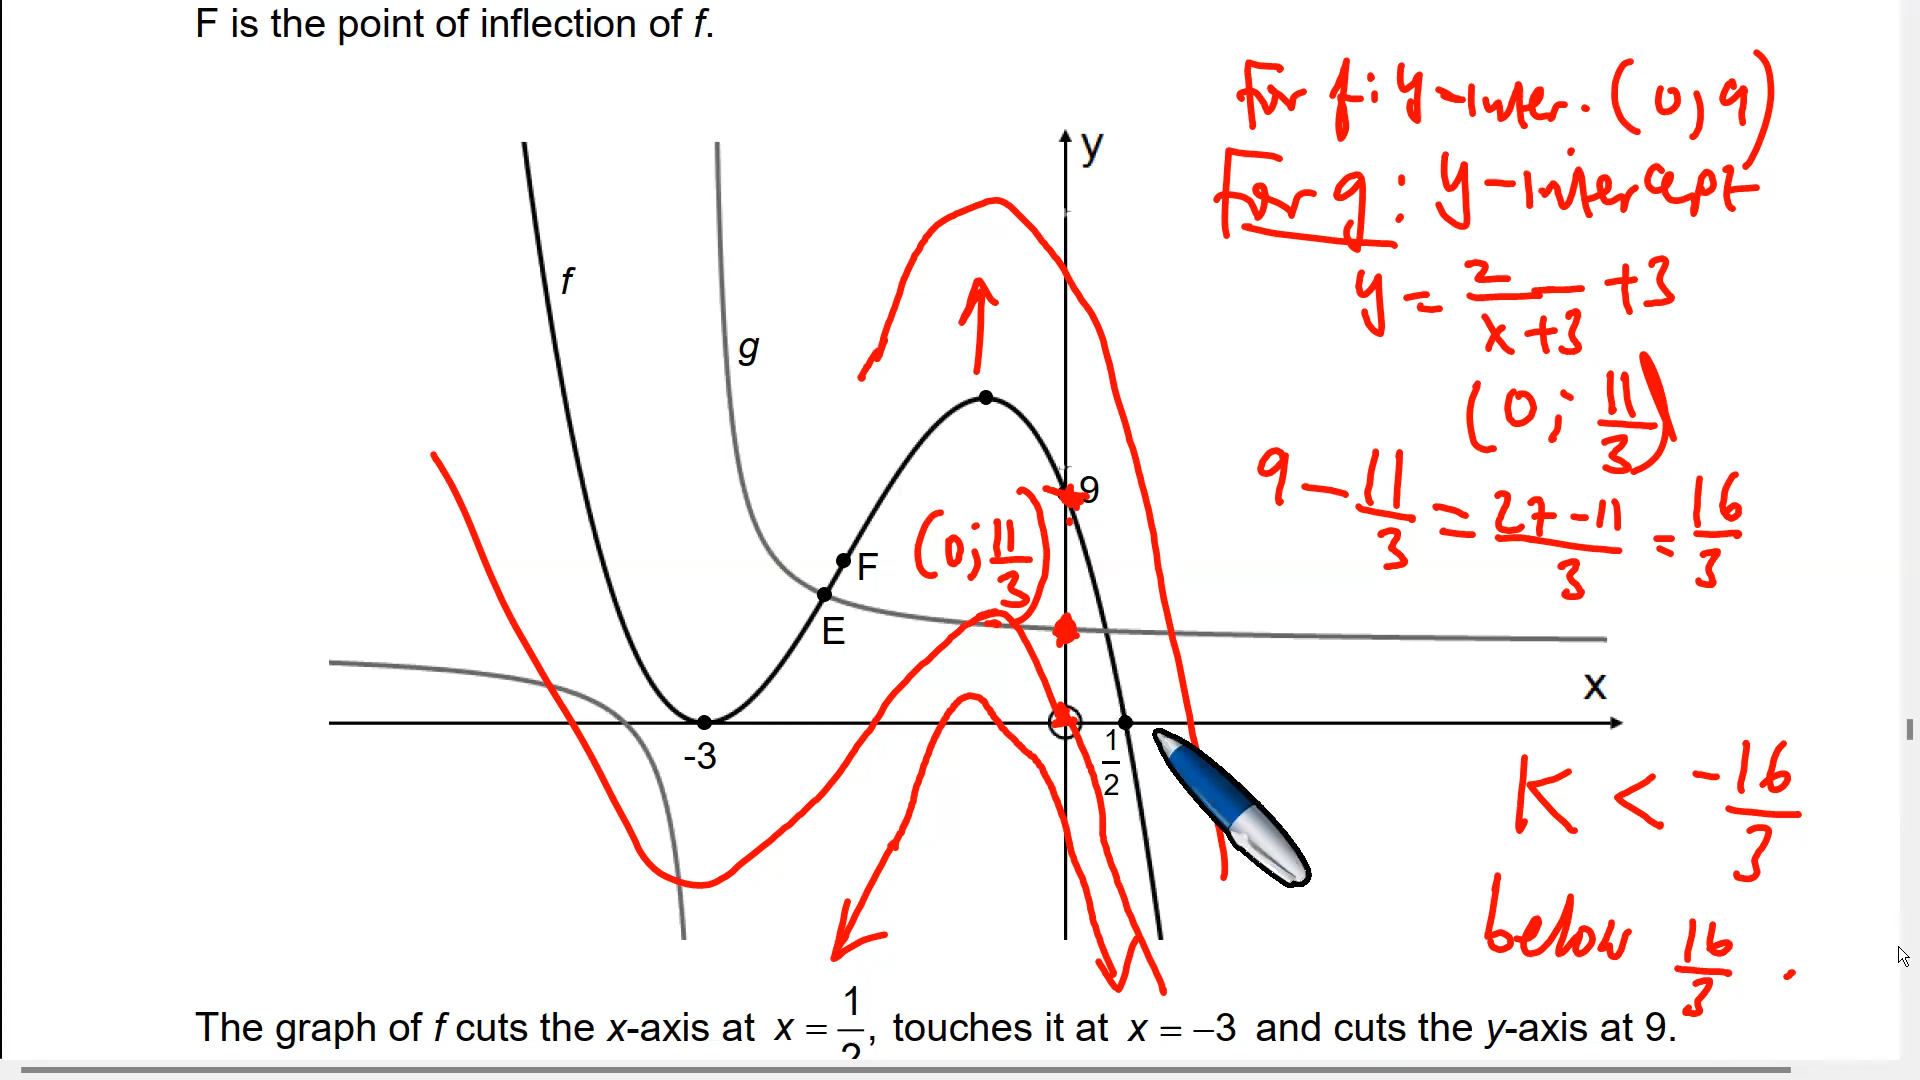 F is the point of inflection of f.
For f: y-inter. (0; 9)
For g: y-intercept
y = 2/(x+3) + 3
(0; 11/3)
9 - 11/3 = (27-11)/3 = 16/3
y
f
g
9
F
(0; 11/3)
E
x
-3
1/2
K < -16/3
below 16/3.
The graph of f cuts the x-axis at x = 1/2, touches it at x = −3 and cuts the y-axis at 9.